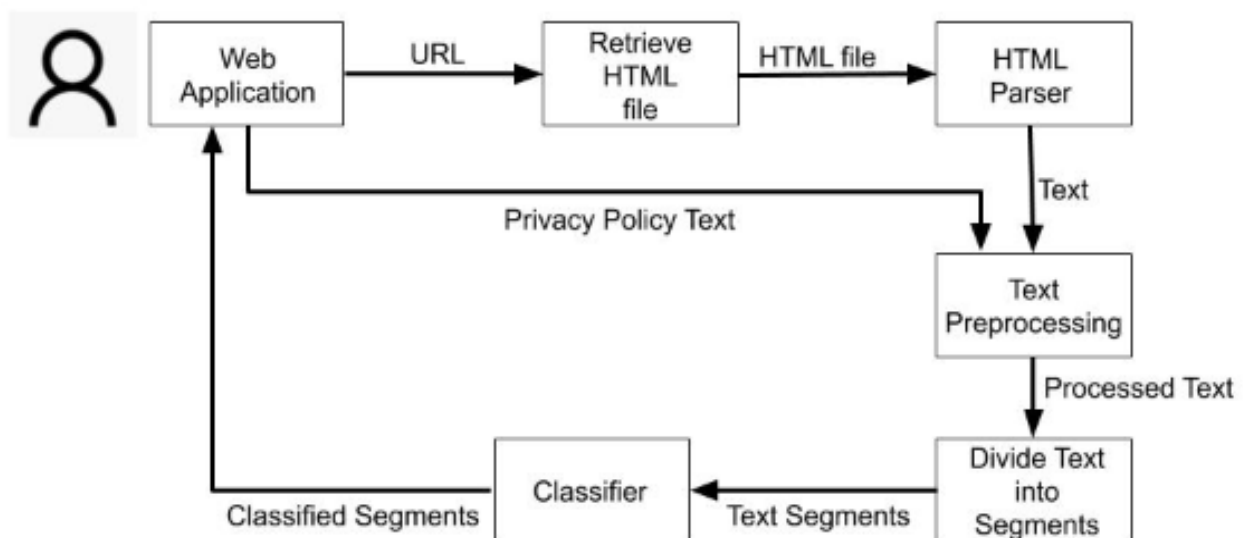 Web
Application
URL
Retrieve
HTML
file
HTML file
HTML
Parser
Text
Privacy Policy Text
Text
Preprocessing
Processed Text
Divide Text
into
Segments
Text Segments
Classifier
Classified Segments